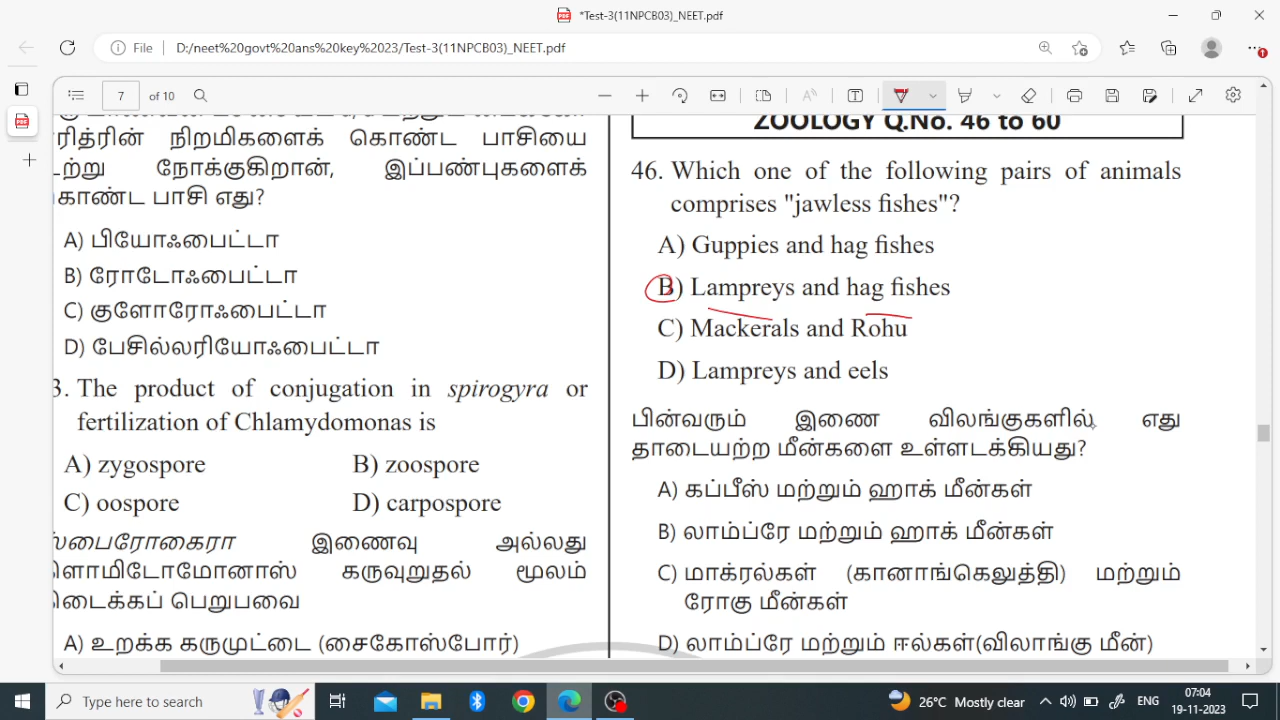 *Test-3(11NPCB03)_NEET.pdf
File
D:/neet%20govt%20ans%20key%2023/Test-3(11NPCB03)_NEET.pdf
7 of 10
ரித்ரின் நிறமிகளைக் கொண்ட பாசியை
நோக்குகிறான், இப்பண்புகளைக்
பாசி எது?
A) பியோஃபைட்டா
B) ரோடோஃபைட்டா
C) குளோரோஃபைட்டா
D) பேசில்லரியோஃபைட்டா
3. The product of conjugation in spirogyra or
fertilization of Chlamydomonas is
A) zygospore B) zoospore
C) oospore D) carpospore
ஸ்பைரோகைரா இணைவு அல்லது
ளாமிடோமோனாஸ் கருவுறுதல் மூலம்
டைக்கப் பெறுபவை
A) உறக்க கருமுட்டை (சைகோஸ்போர்)
ZOOLOGY Q.No. 46 to 60
46. Which one of the following pairs of animals
comprises "jawless fishes"?
A) Guppies and hag fishes
B) Lampreys and hag fishes
C) Mackerals and Rohu
D) Lampreys and eels
பின்வரும் இணை விலங்குகளில் எது
தாடையற்ற மீன்களை உள்ளடக்கியது?
A) கப்பீஸ் மற்றும் ஹாக் மீன்கள்
B) லாம்ப்ரே மற்றும் ஹாக் மீன்கள்
C) மாக்ரல்கள் (கானாங்கெலுத்தி) மற்றும்
ரோகு மீன்கள்
D) லாம்ப்ரே மற்றும் ஈல்கள்(விலாங்கு மீன்)
Type here to search
26°C Mostly clear
ENG
07:04
19-11-2023